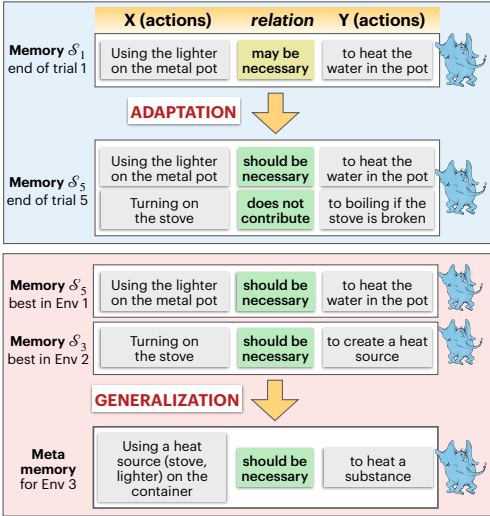 X (actions) relation Y (actions)
Memory 𝒮1
end of trial 1
Using the lighter
on the metal pot
may be
necessary
to heat the
water in the pot
ADAPTATION
Memory 𝒮5
end of trial 5
Using the lighter
on the metal pot
should be
necessary
to heat the
water in the pot
Turning on
the stove
does not
contribute
to boiling if the
stove is broken
Memory 𝒮5
best in Env 1
Using the lighter
on the metal pot
should be
necessary
to heat the
water in the pot
Memory 𝒮3
best in Env 2
Turning on
the stove
should be
necessary
to create a heat
source
GENERALIZATION
Meta
memory
for Env 3
Using a heat
source (stove,
lighter) on the
container
should be
necessary
to heat a
substance